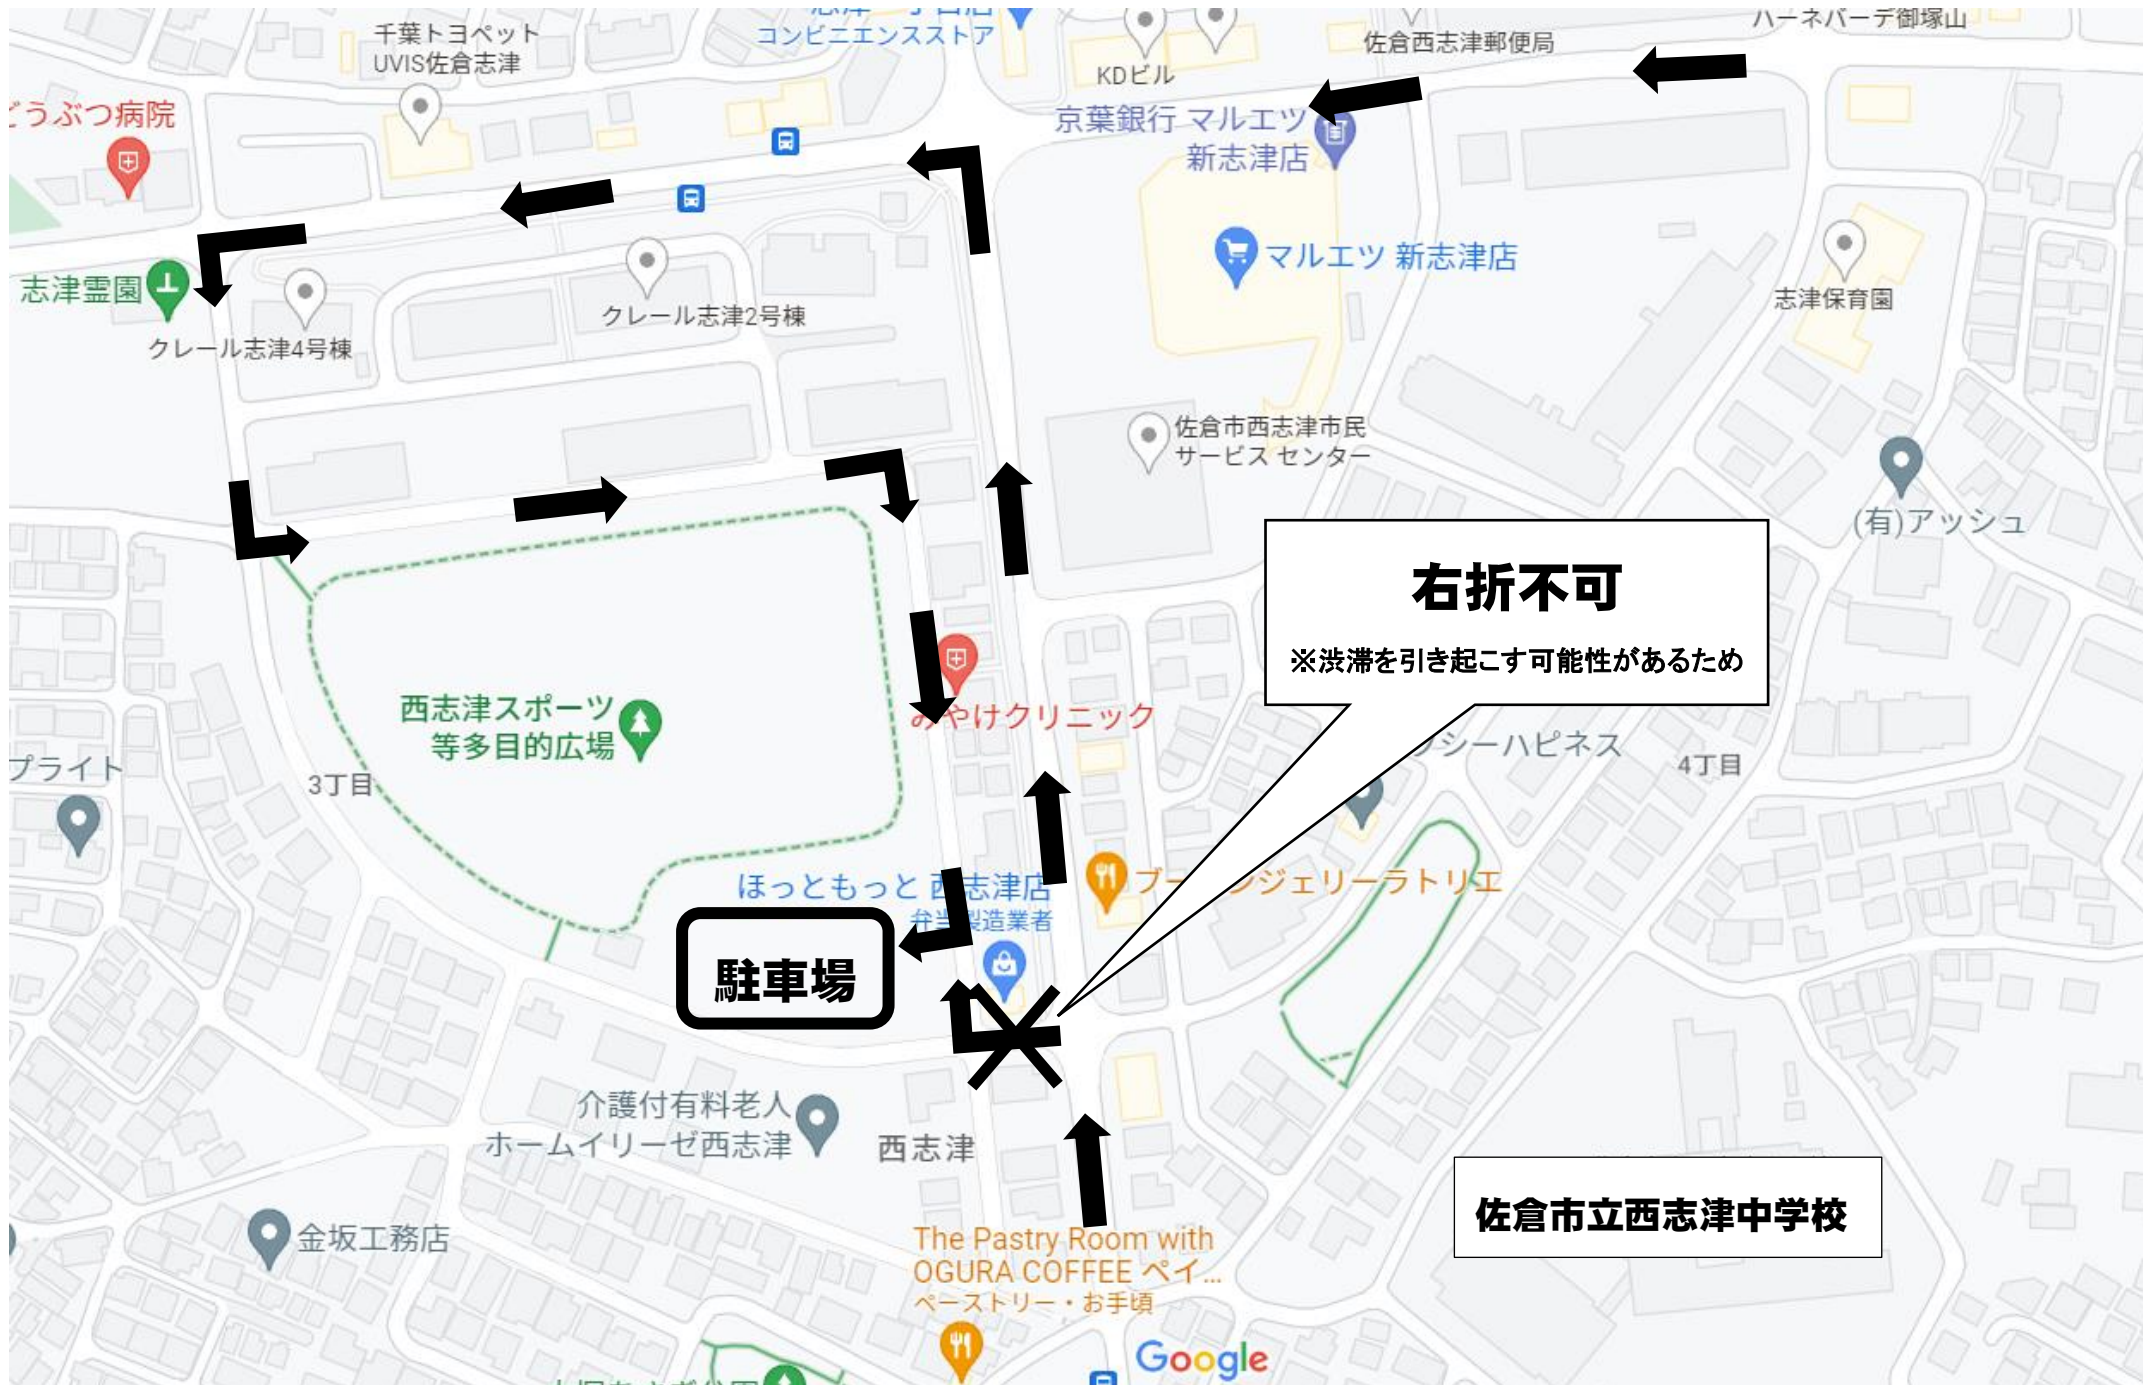 千葉トヨペット
UVIS佐倉志津
コンビニエンスストア
KDビル
佐倉西志津郵便局
ハーネバーデ御塚山
どうぶつ病院
京葉銀行 マルエツ
新志津店
マルエツ 新志津店
志津霊園
クレール志津4号棟
クレール志津2号棟
志津保育園
佐倉市西志津市民
サービス センター
(有)アッシュ
右折不可
※渋滞を引き起こす可能性があるため
西志津スポーツ
等多目的広場
みやけクリニック
シーハピネス
4丁目
プライト
3丁目
ほっともっと 西志津店
弁当製造業者
ブーランジェリーラトリエ
駐車場
介護付有料老人
ホームイリーゼ西志津
西志津
佐倉市立西志津中学校
金坂工務店
The Pastry Room with
OGURA COFFEE ペイ...
ペーストリー・お手頃
Google